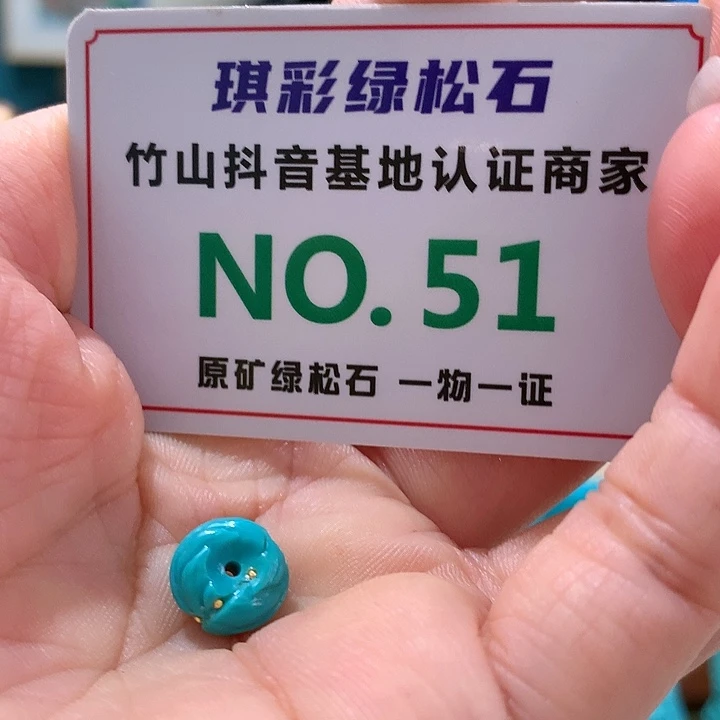 琪彩绿松石
竹山抖音基地认证商家
NO.51
原矿绿松石 一物一证